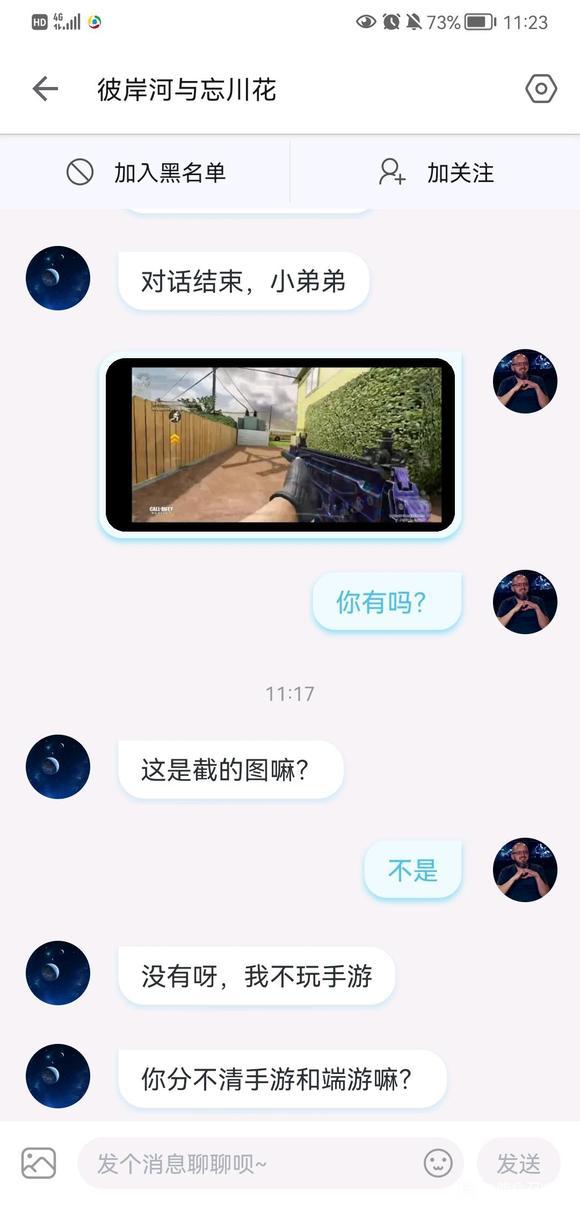 HD 4G 73% 11:23
彼岸河与忘川花
加入黑名单 加关注
对话结束，小弟弟
CALL OF DUTY
你有吗？
11:17
这是截的图嘛？
不是
没有呀，我不玩手游
你分不清手游和端游嘛？
发个消息聊聊呗~ 发送